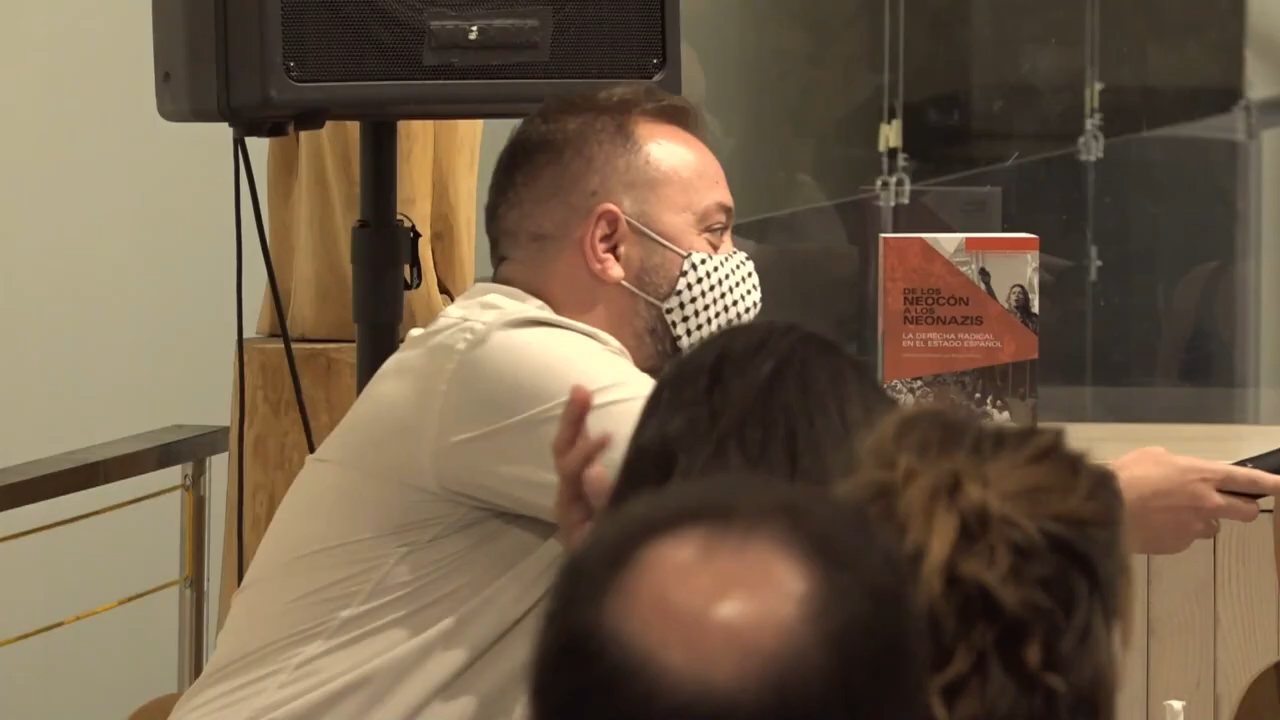 DE LOS
NEOCÓN
A LOS
NEONAZIS
LA DERECHA RADICAL
EN EL ESTADO ESPAÑOL